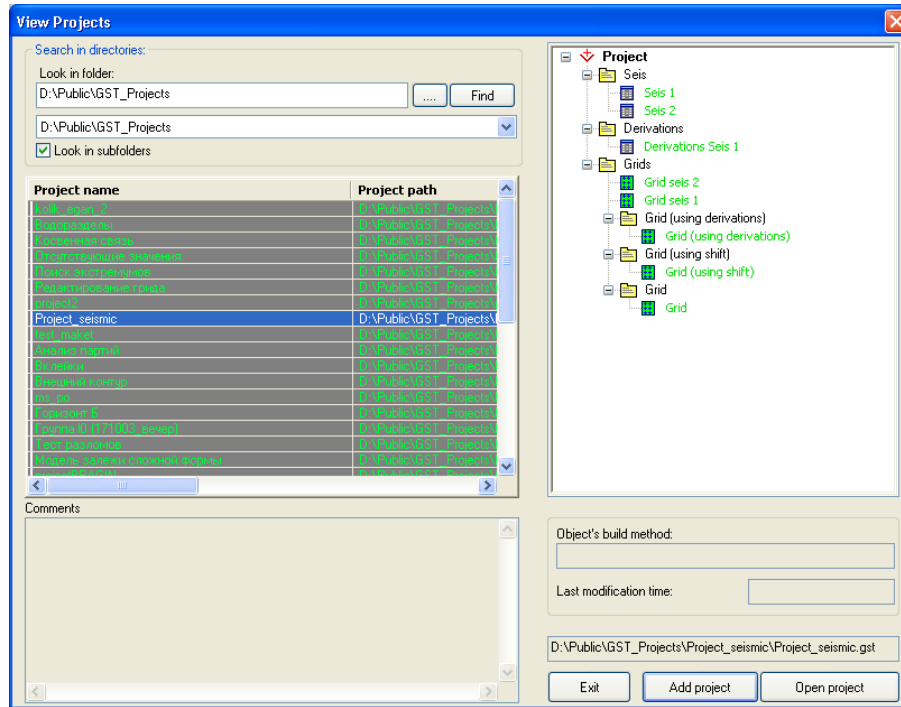 View Projects
Search in directories:
Look in folder:
D:\Public\GST_Projects
....
Find
D:\Public\GST_Projects
Look in subfolders
Project name Project path
kolik_egan_2 D:\Public\GST_Projects\
Водоразделы D:\Public\GST_Projects\
Косвенная связь D:\Public\GST_Projects\
Отсутствующие значения D:\Public\GST_Projects\
Поиск экстремумов D:\Public\GST_Projects\
Редактирование грида D:\Public\GST_Projects\
project2 D:\Public\GST_Projects\
Project_seismic D:\Public\GST_Projects\
test_maket D:\Public\GST_Projects\
Анализ партий D:\Public\GST_Projects\
Вклейки D:\Public\GST_Projects\
Внешний контур D:\Public\GST_Projects\
ms_po D:\Public\GST_Projects\
Горизонт Б D:\Public\GST_Projects\
Группа Ю (171003_вечер) D:\Public\GST_Projects\
Тест разломов D:\Public\GST_Projects\
Модель залежи сложной формы D:\Public\GST_Projects\
D:\Public\GST_Projects\
Comments
Project
Seis
Seis 1
Seis 2
Derivations
Derivations Seis 1
Grids
Grid seis 2
Grid seis 1
Grid (using derivations)
Grid (using derivations)
Grid (using shift)
Grid (using shift)
Grid
Grid
Object's build method:
Last modification time:
D:\Public\GST_Projects\Project_seismic\Project_seismic.gst
Exit
Add project
Open project